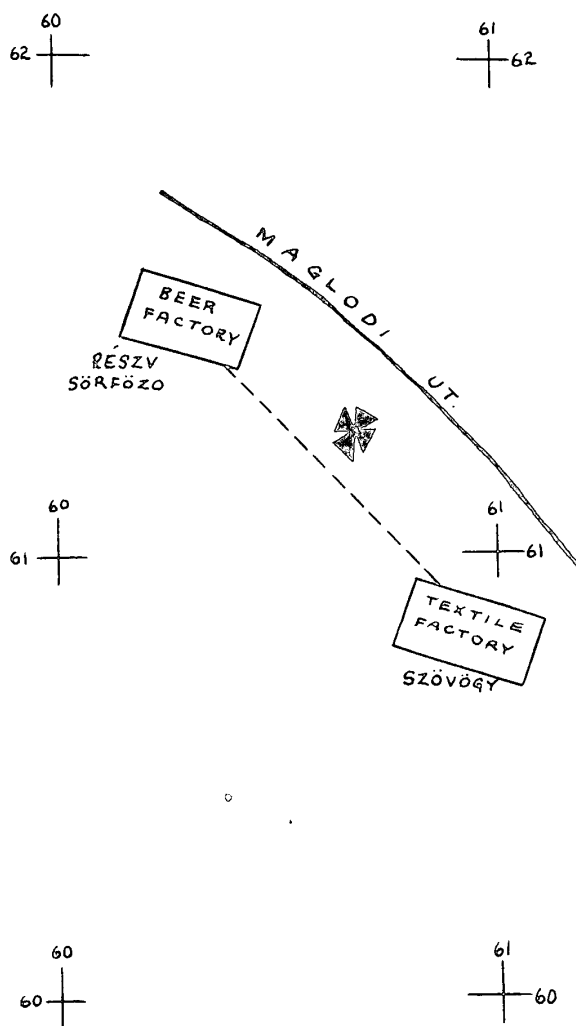 60
62
61
62
MAGLODI UT.
BEER
FACTORY
RÉSZV
SÖRFÖZO
60
61
61
61
TEXTILE
FACTORY
SZÖVÖGY
60
60
61
60